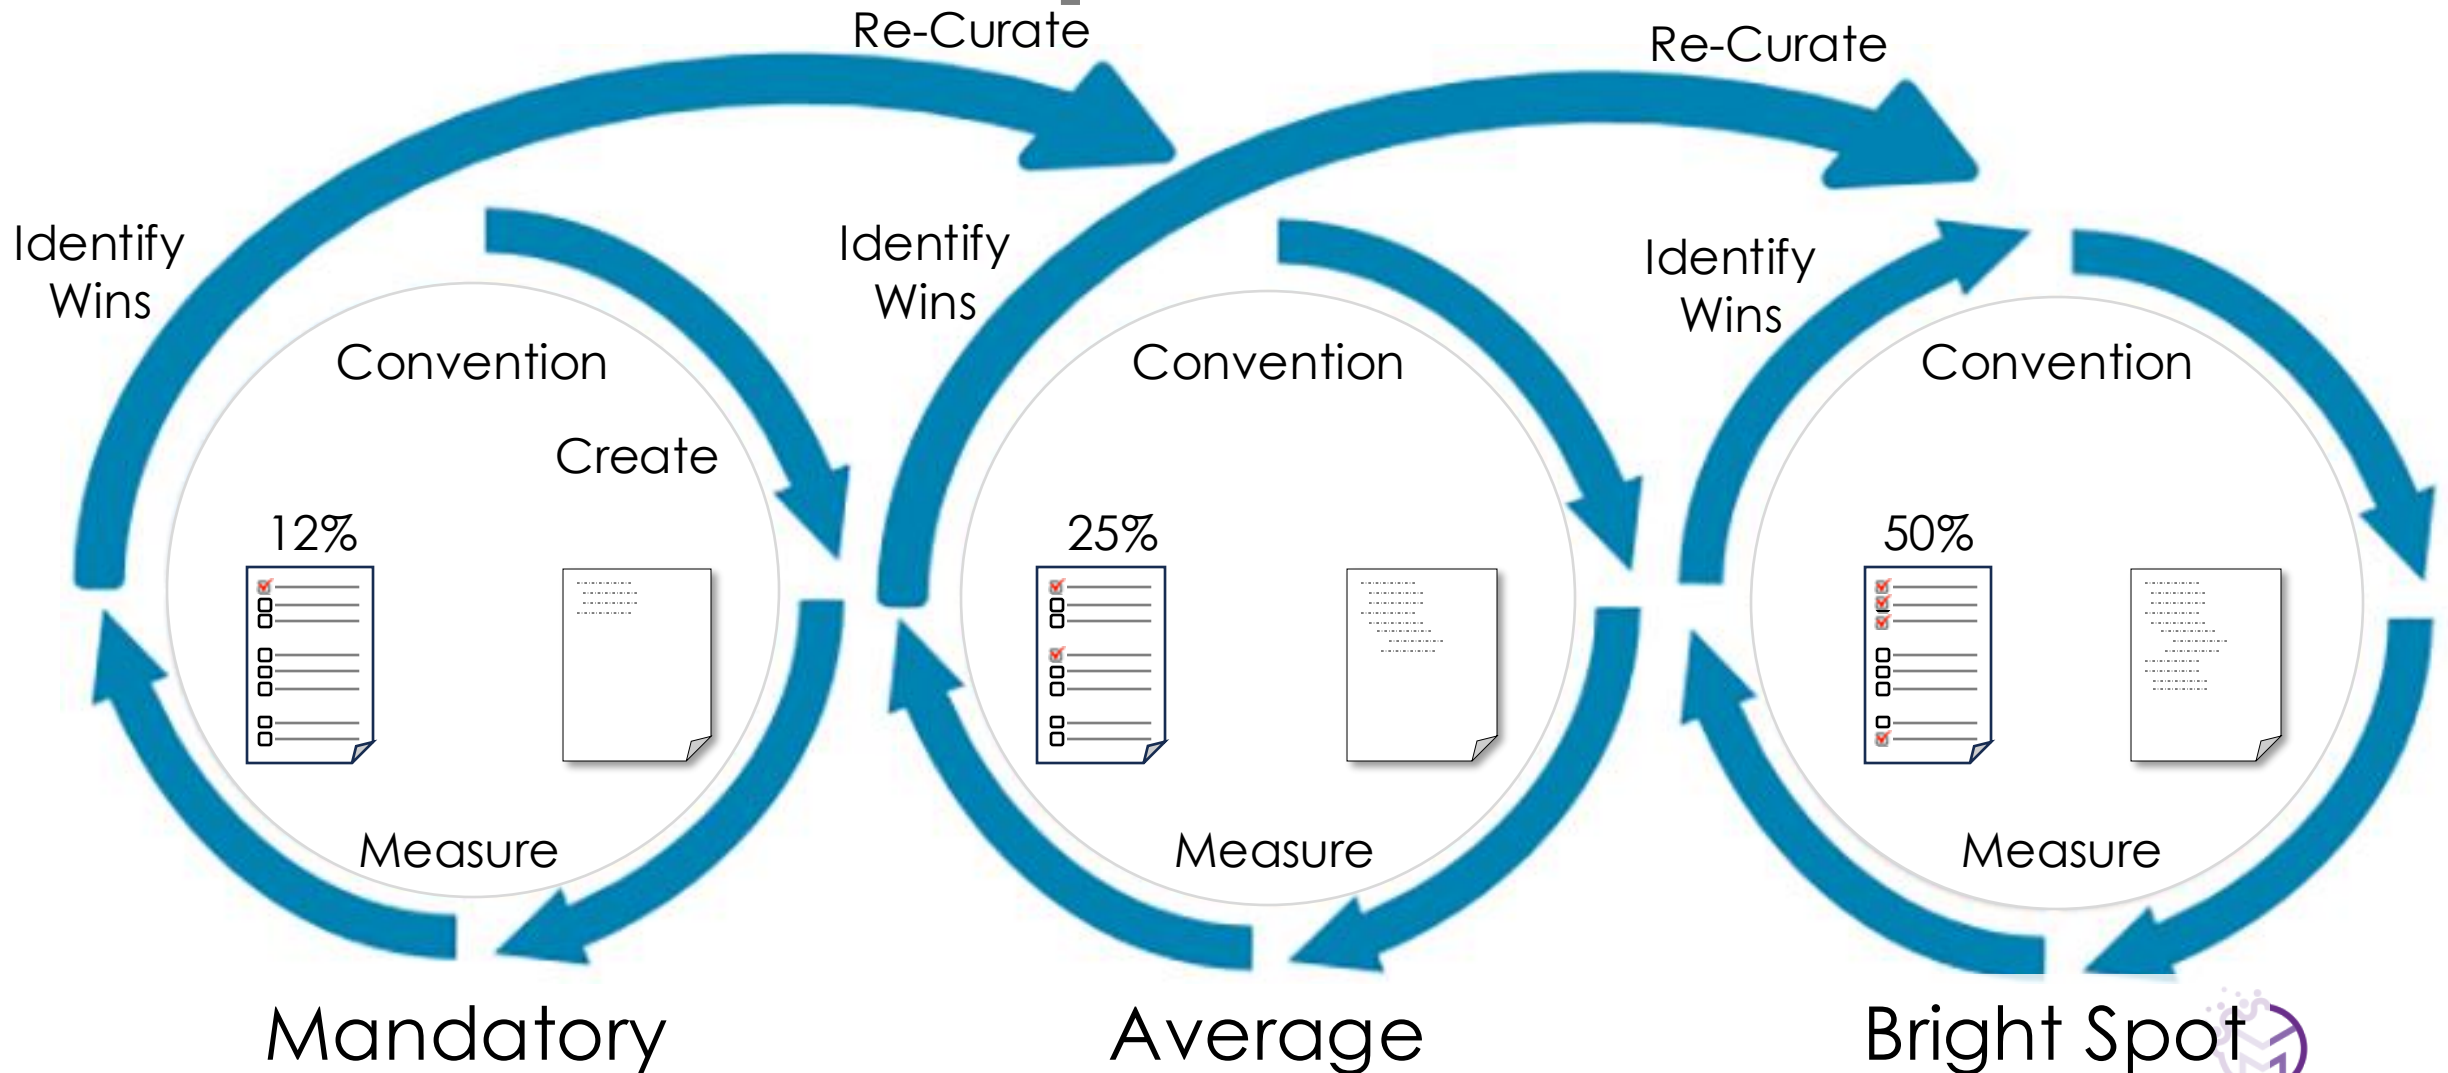 Re-Curate
Re-Curate
Identify
Wins
Identify
Wins
Identify
Wins
Convention
Convention
Convention
Create
12%
25%
50%
Measure
Measure
Measure
Mandatory
Average
Bright Spot